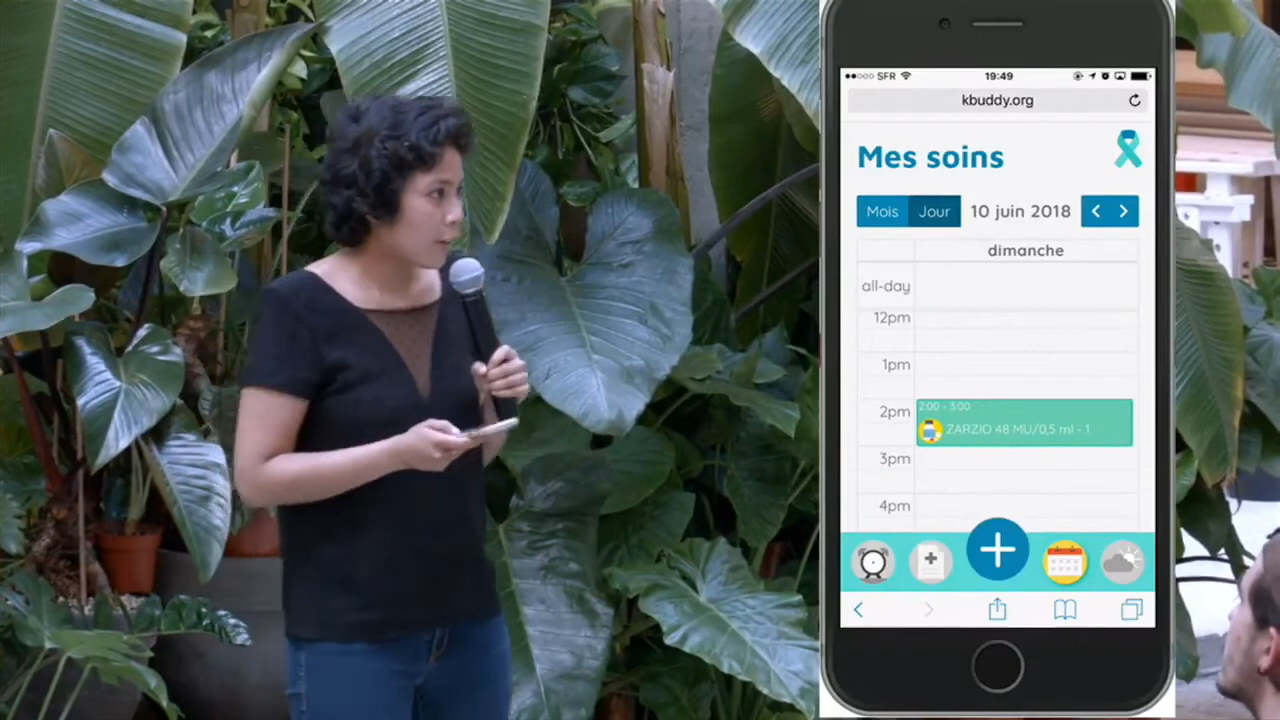 SFR 19:49
kbuddy.org
Mes soins
Mois Jour 10 juin 2018
dimanche
all-day
12pm
1pm
2pm
2:00 - 3:00
ZARZIO 48 MU/0,5 ml - 1
3pm
4pm